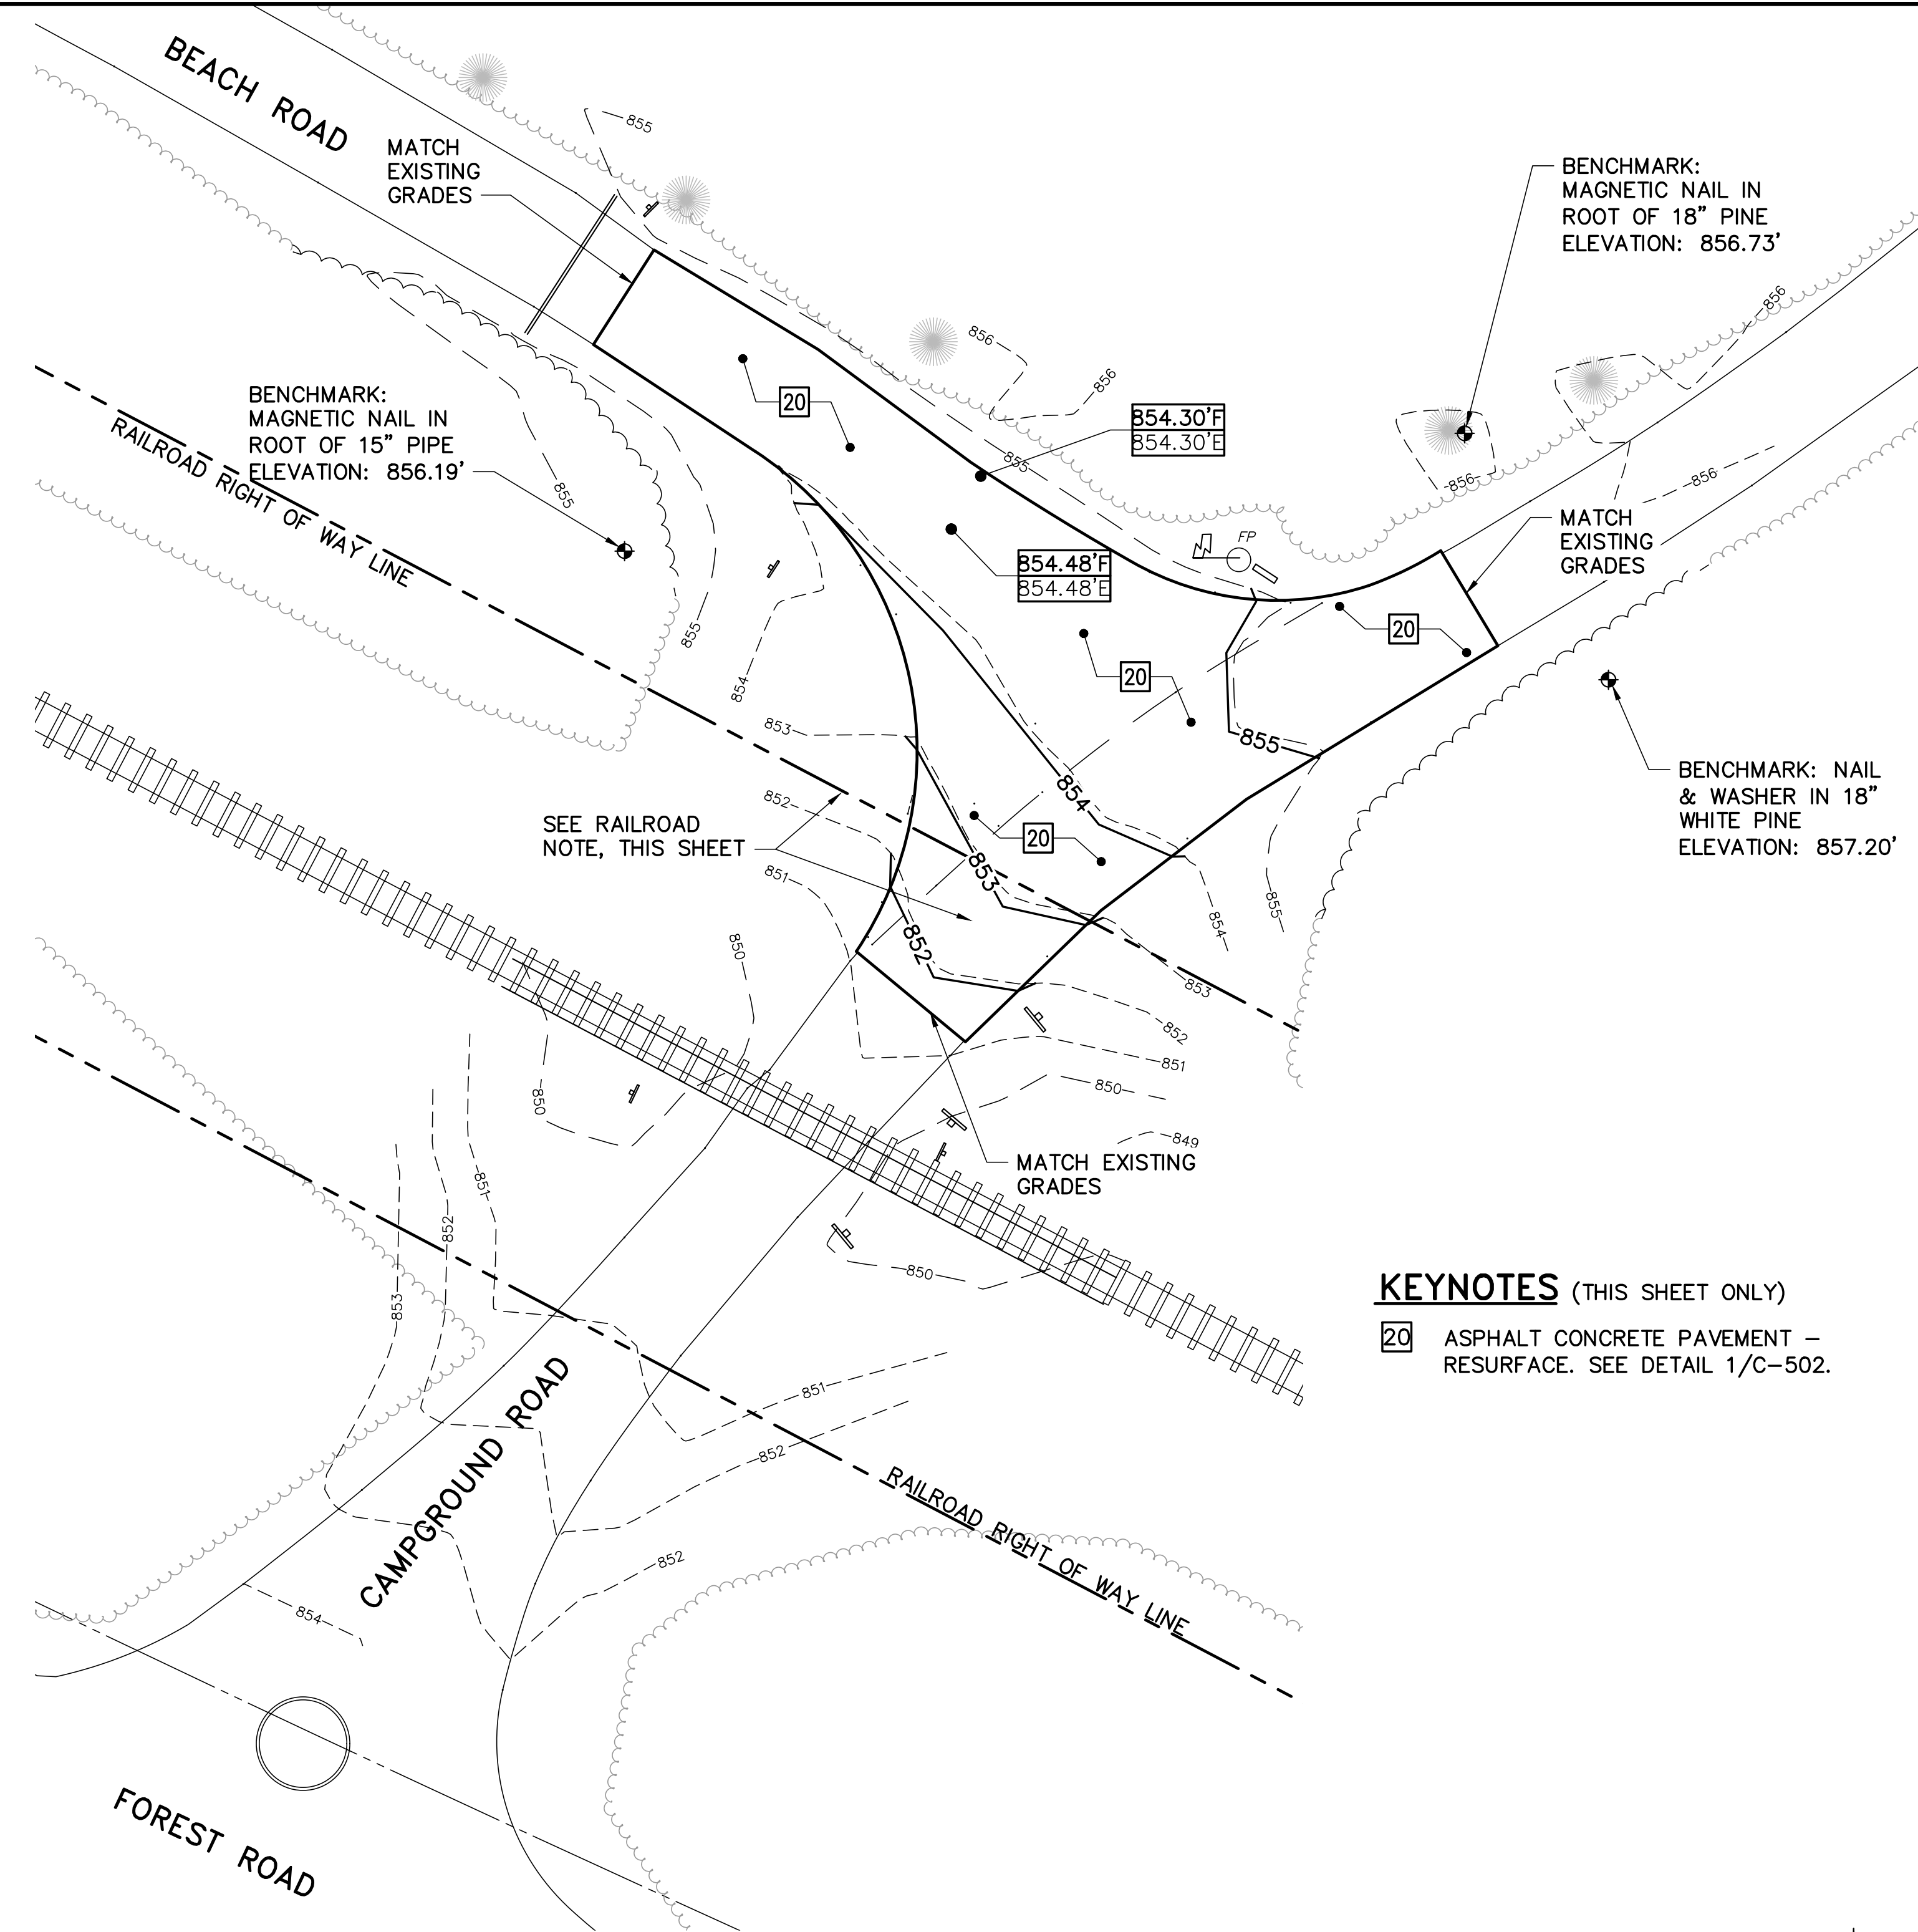 BEACH ROAD
855
MATCH
EXISTING
GRADES
BENCHMARK:
MAGNETIC NAIL IN
ROOT OF 18” PINE
ELEVATION: 856.73’
856
856
856
BENCHMARK:
MAGNETIC NAIL IN
ROOT OF 15” PIPE
ELEVATION: 856.19’
RAILROAD RIGHT OF WAY LINE
20
854.30’F
854.30’E
855
855
856
856
MATCH
EXISTING
GRADES
FP
854.48’F
854.48’E
20
855
854
20
853
855
852
854
BENCHMARK: NAIL
& WASHER IN 18”
WHITE PINE
ELEVATION: 857.20’
SEE RAILROAD
NOTE, THIS SHEET
20
851
853
855
854
850
852
853
852
851
850
850
849
MATCH EXISTING
GRADES
851
852
853
850
KEYNOTES (THIS SHEET ONLY)
20 ASPHALT CONCRETE PAVEMENT –
RESURFACE. SEE DETAIL 1/C–502.
851
852
CAMPGROUND ROAD
RAILROAD RIGHT OF WAY LINE
852
854
FOREST ROAD